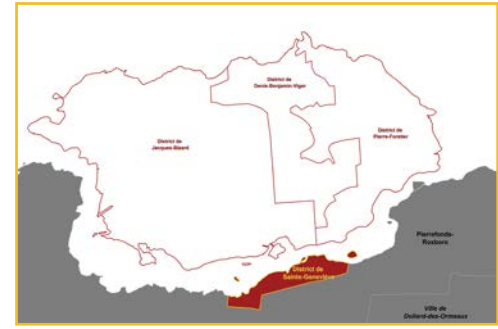 District de
Denis-Benjamin-Viger
District de
Pierre-Foretier
District de
Jacques-Bizard
Pierrefonds-
Roxboro
District de
Sainte-Geneviève
Ville de
Dollard-des-Ormeaux